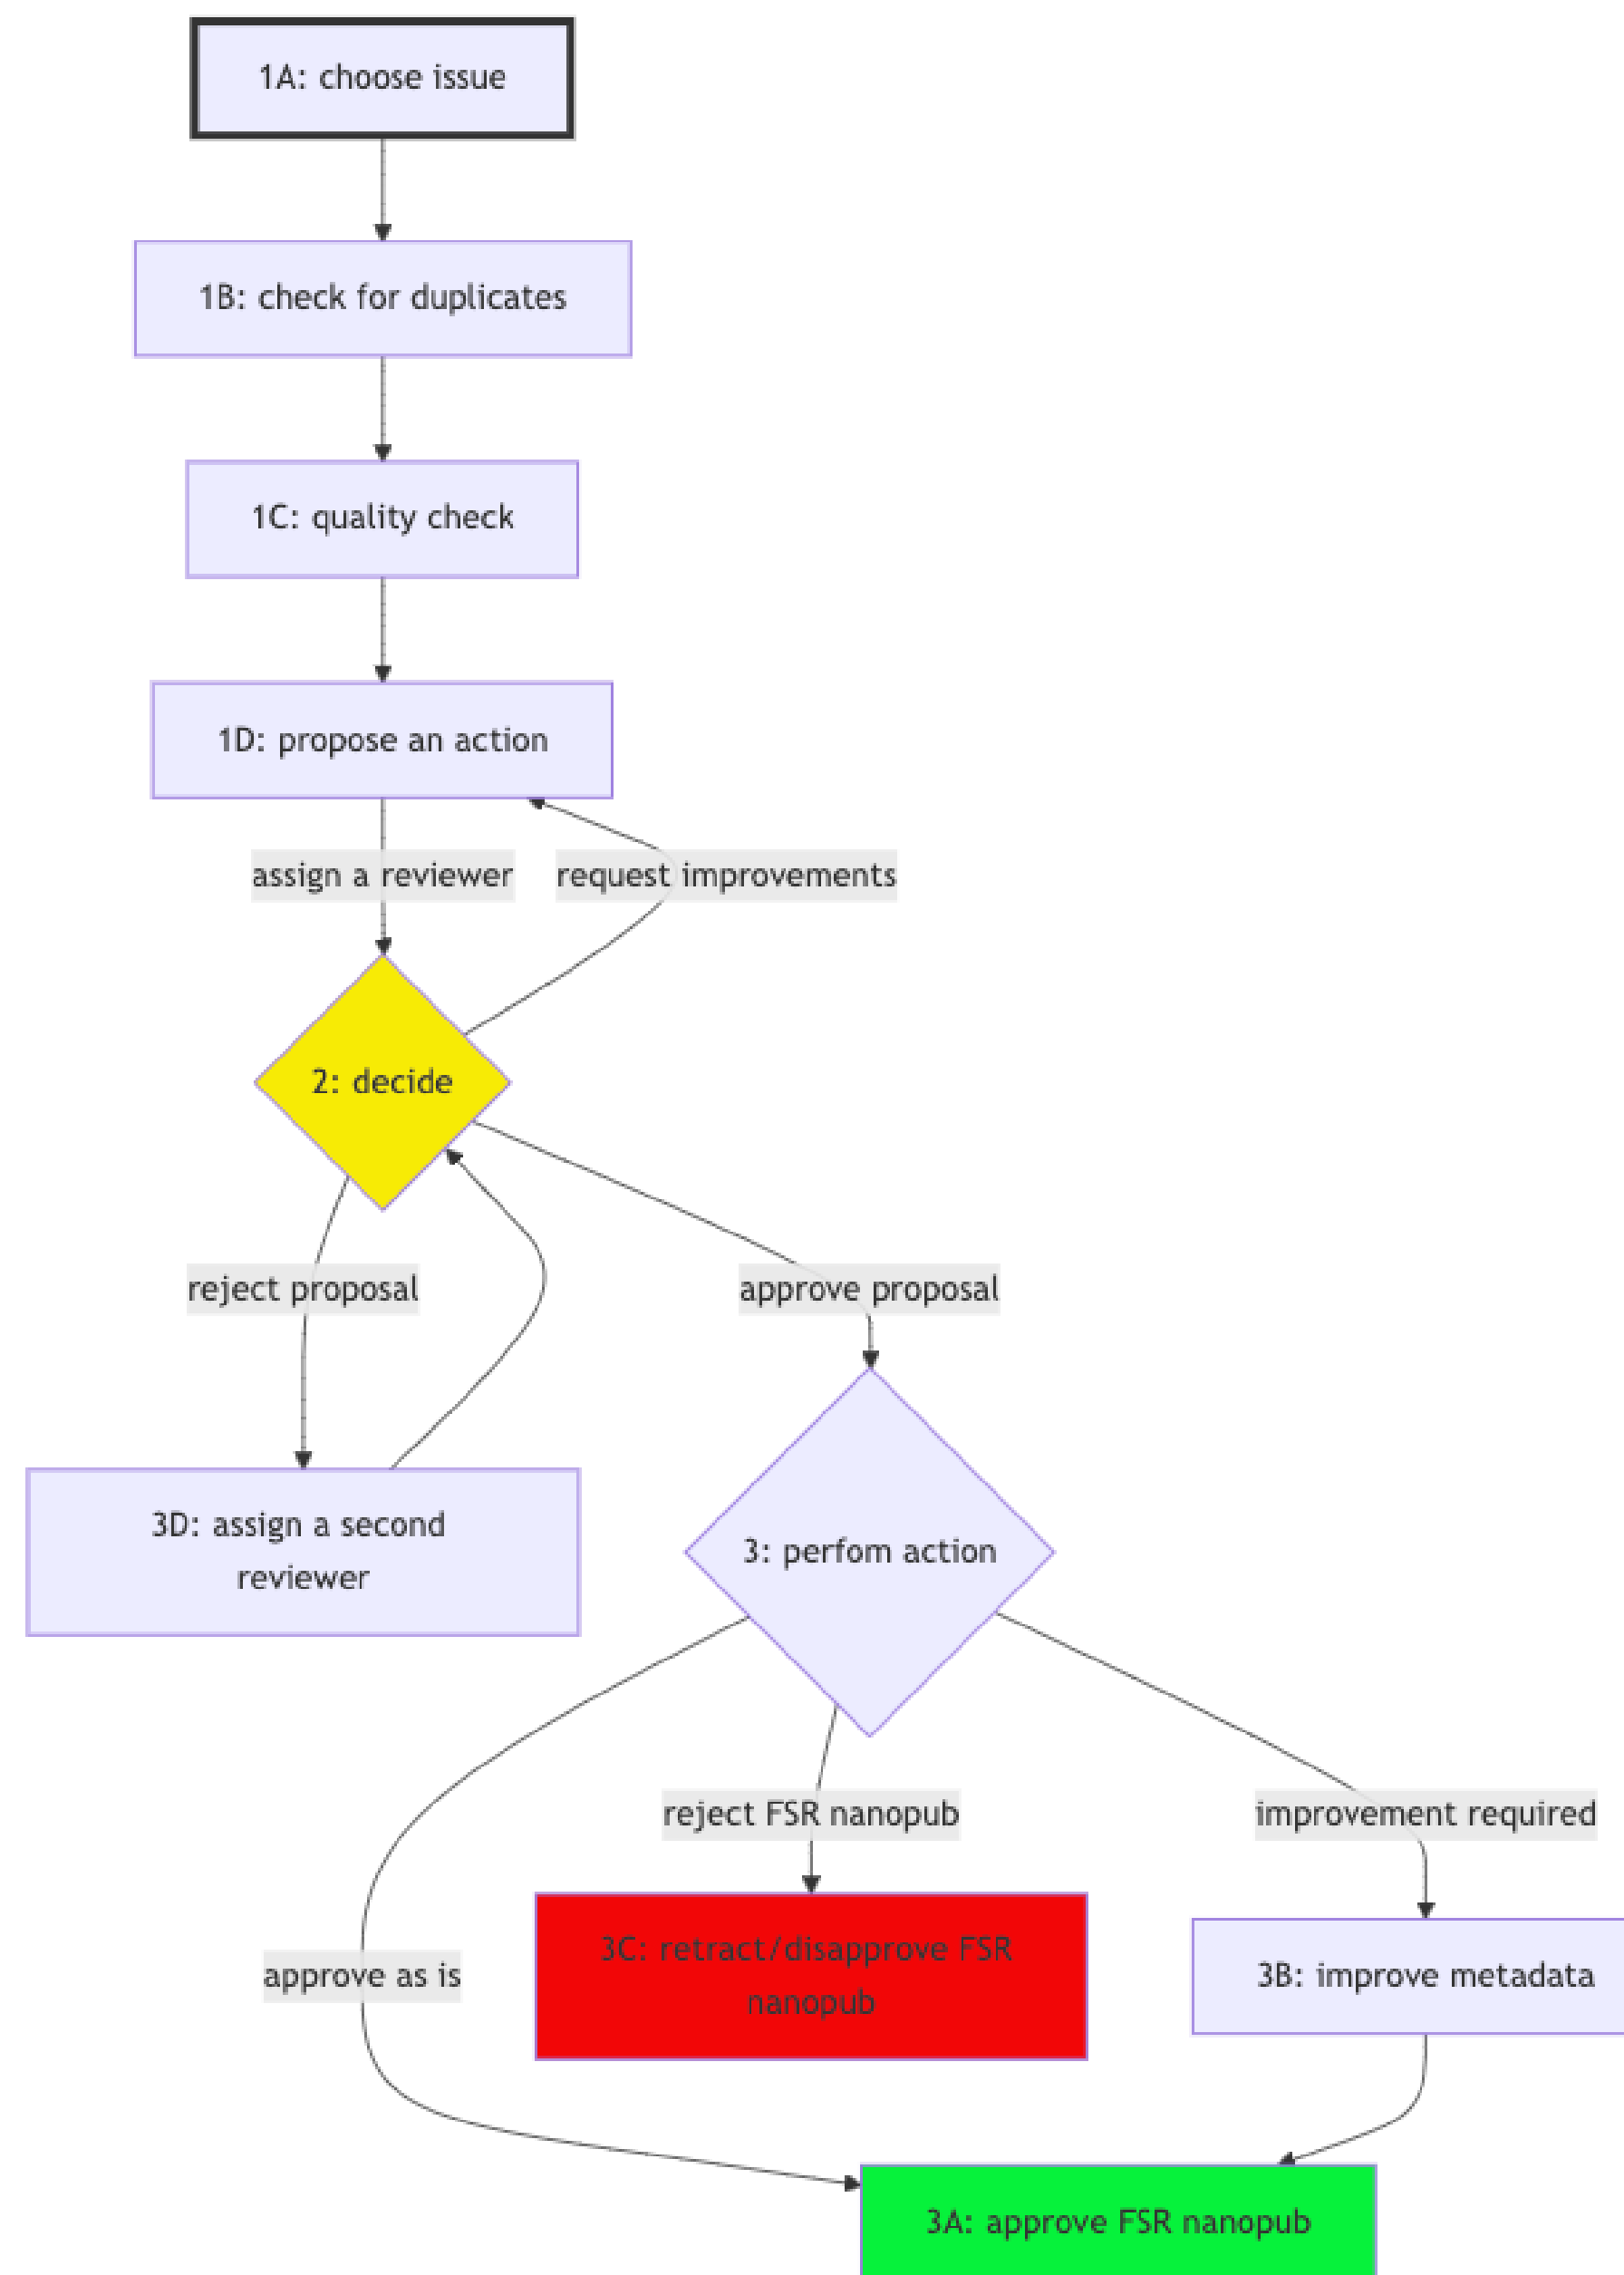 1A: choose issue
1B: check for duplicates
1C: quality check
1D: propose an action
assign a reviewer
request improvements
2: decide
reject proposal
approve proposal
3D: assign a second
reviewer
3: perfom action
reject FSR nanopub
improvement required
3C: retract/disapprove FSR
nanopub
approve as is
3B: improve metadata
3A: approve FSR nanopub